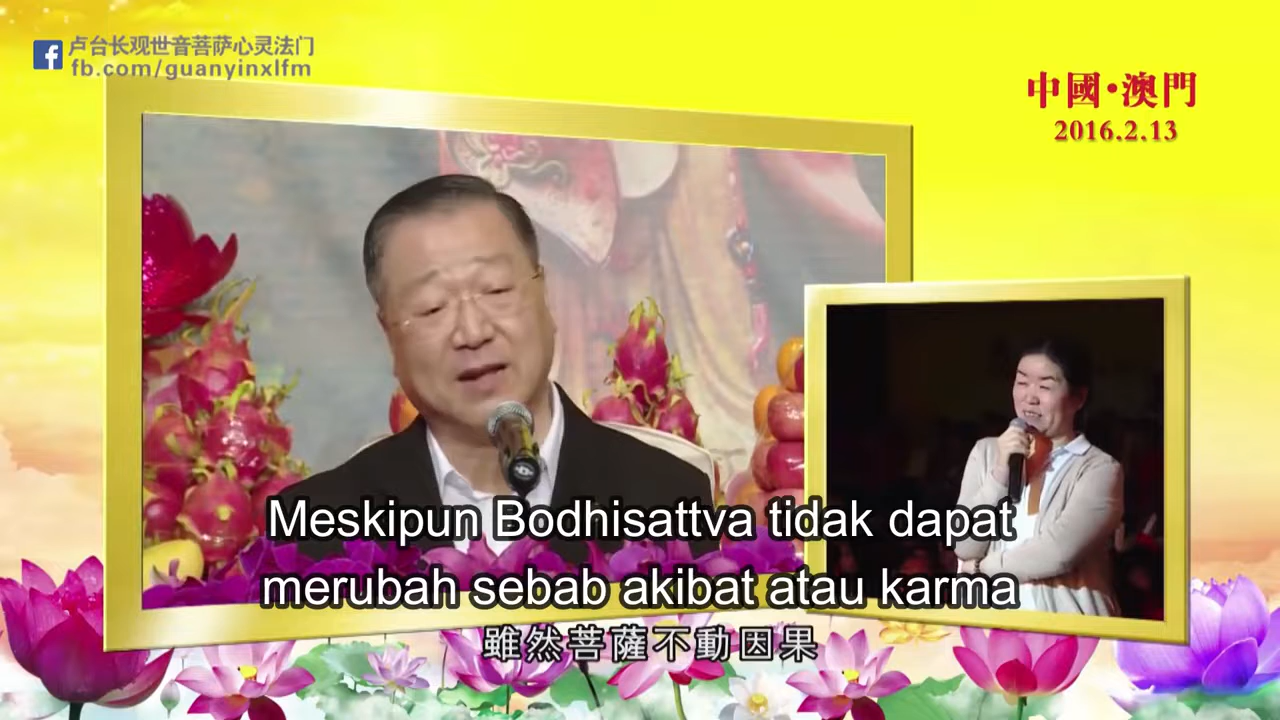 卢台长观世音菩萨心灵法门
fb.com/guanyinxlfm
中國·澳門
2016.2.13
Meskipun Bodhisattva tidak dapat
merubah sebab akibat atau karma
雖然菩薩不動因果